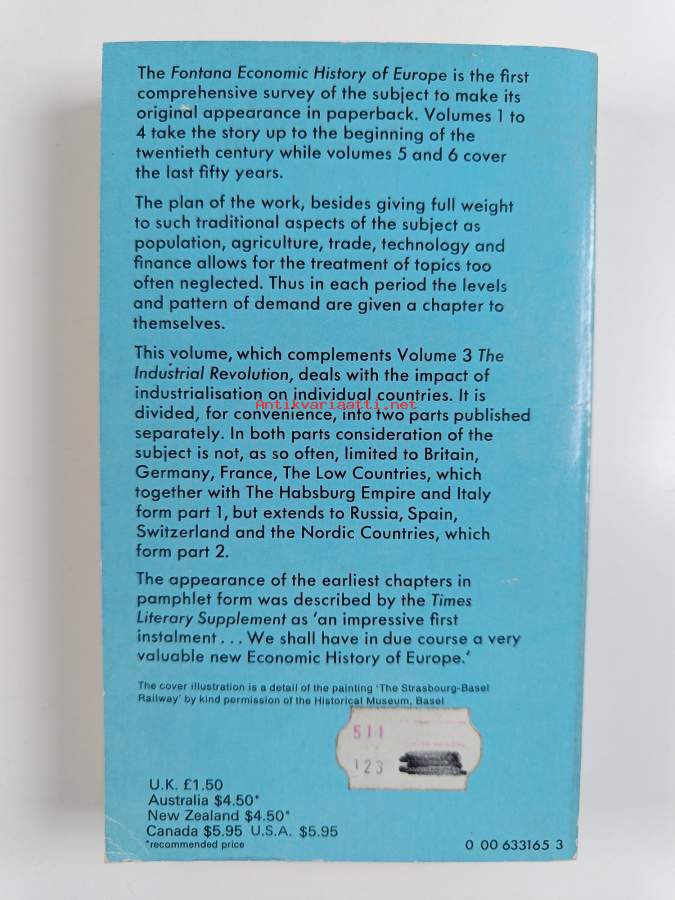 The Fontana Economic History of Europe is the first
comprehensive survey of the subject to make its
original appearance in paperback. Volumes 1 to
4 take the story up to the beginning of the
twentieth century while volumes 5 and 6 cover
the last fifty years.
The plan of the work, besides giving full weight
to such traditional aspects of the subject as
population, agriculture, trade, technology and
finance allows for the treatment of topics too
often neglected. Thus in each period the levels
and pattern of demand are given a chapter to
themselves.
This volume, which complements Volume 3 The
Industrial Revolution, deals with the impact of
industrialisation on individual countries. It is
Antikvariaatti.net
divided, for convenience, into two parts published
separately. In both parts consideration of the
subject is not, as so often, limited to Britain,
Germany, France, The Low Countries, which
together with The Habsburg Empire and Italy
form part 1, but extends to Russia, Spain,
Switzerland and the Nordic Countries, which
form part 2.
The appearance of the earliest chapters in
pamphlet form was described by the Times
Literary Supplement as 'an impressive first
instalment... We shall have in due course a very
valuable new Economic History of Europe.'
The cover illustration is a detail of the painting 'The Strasbourg-Basel
Railway' by kind permission of the Historical Museum, Basel
511
123
U.K. £1.50
Australia $4.50*
New Zealand $4.50*
Canada $5.95 U.S.A. $5.95
*recommended price
0 00 633165 3